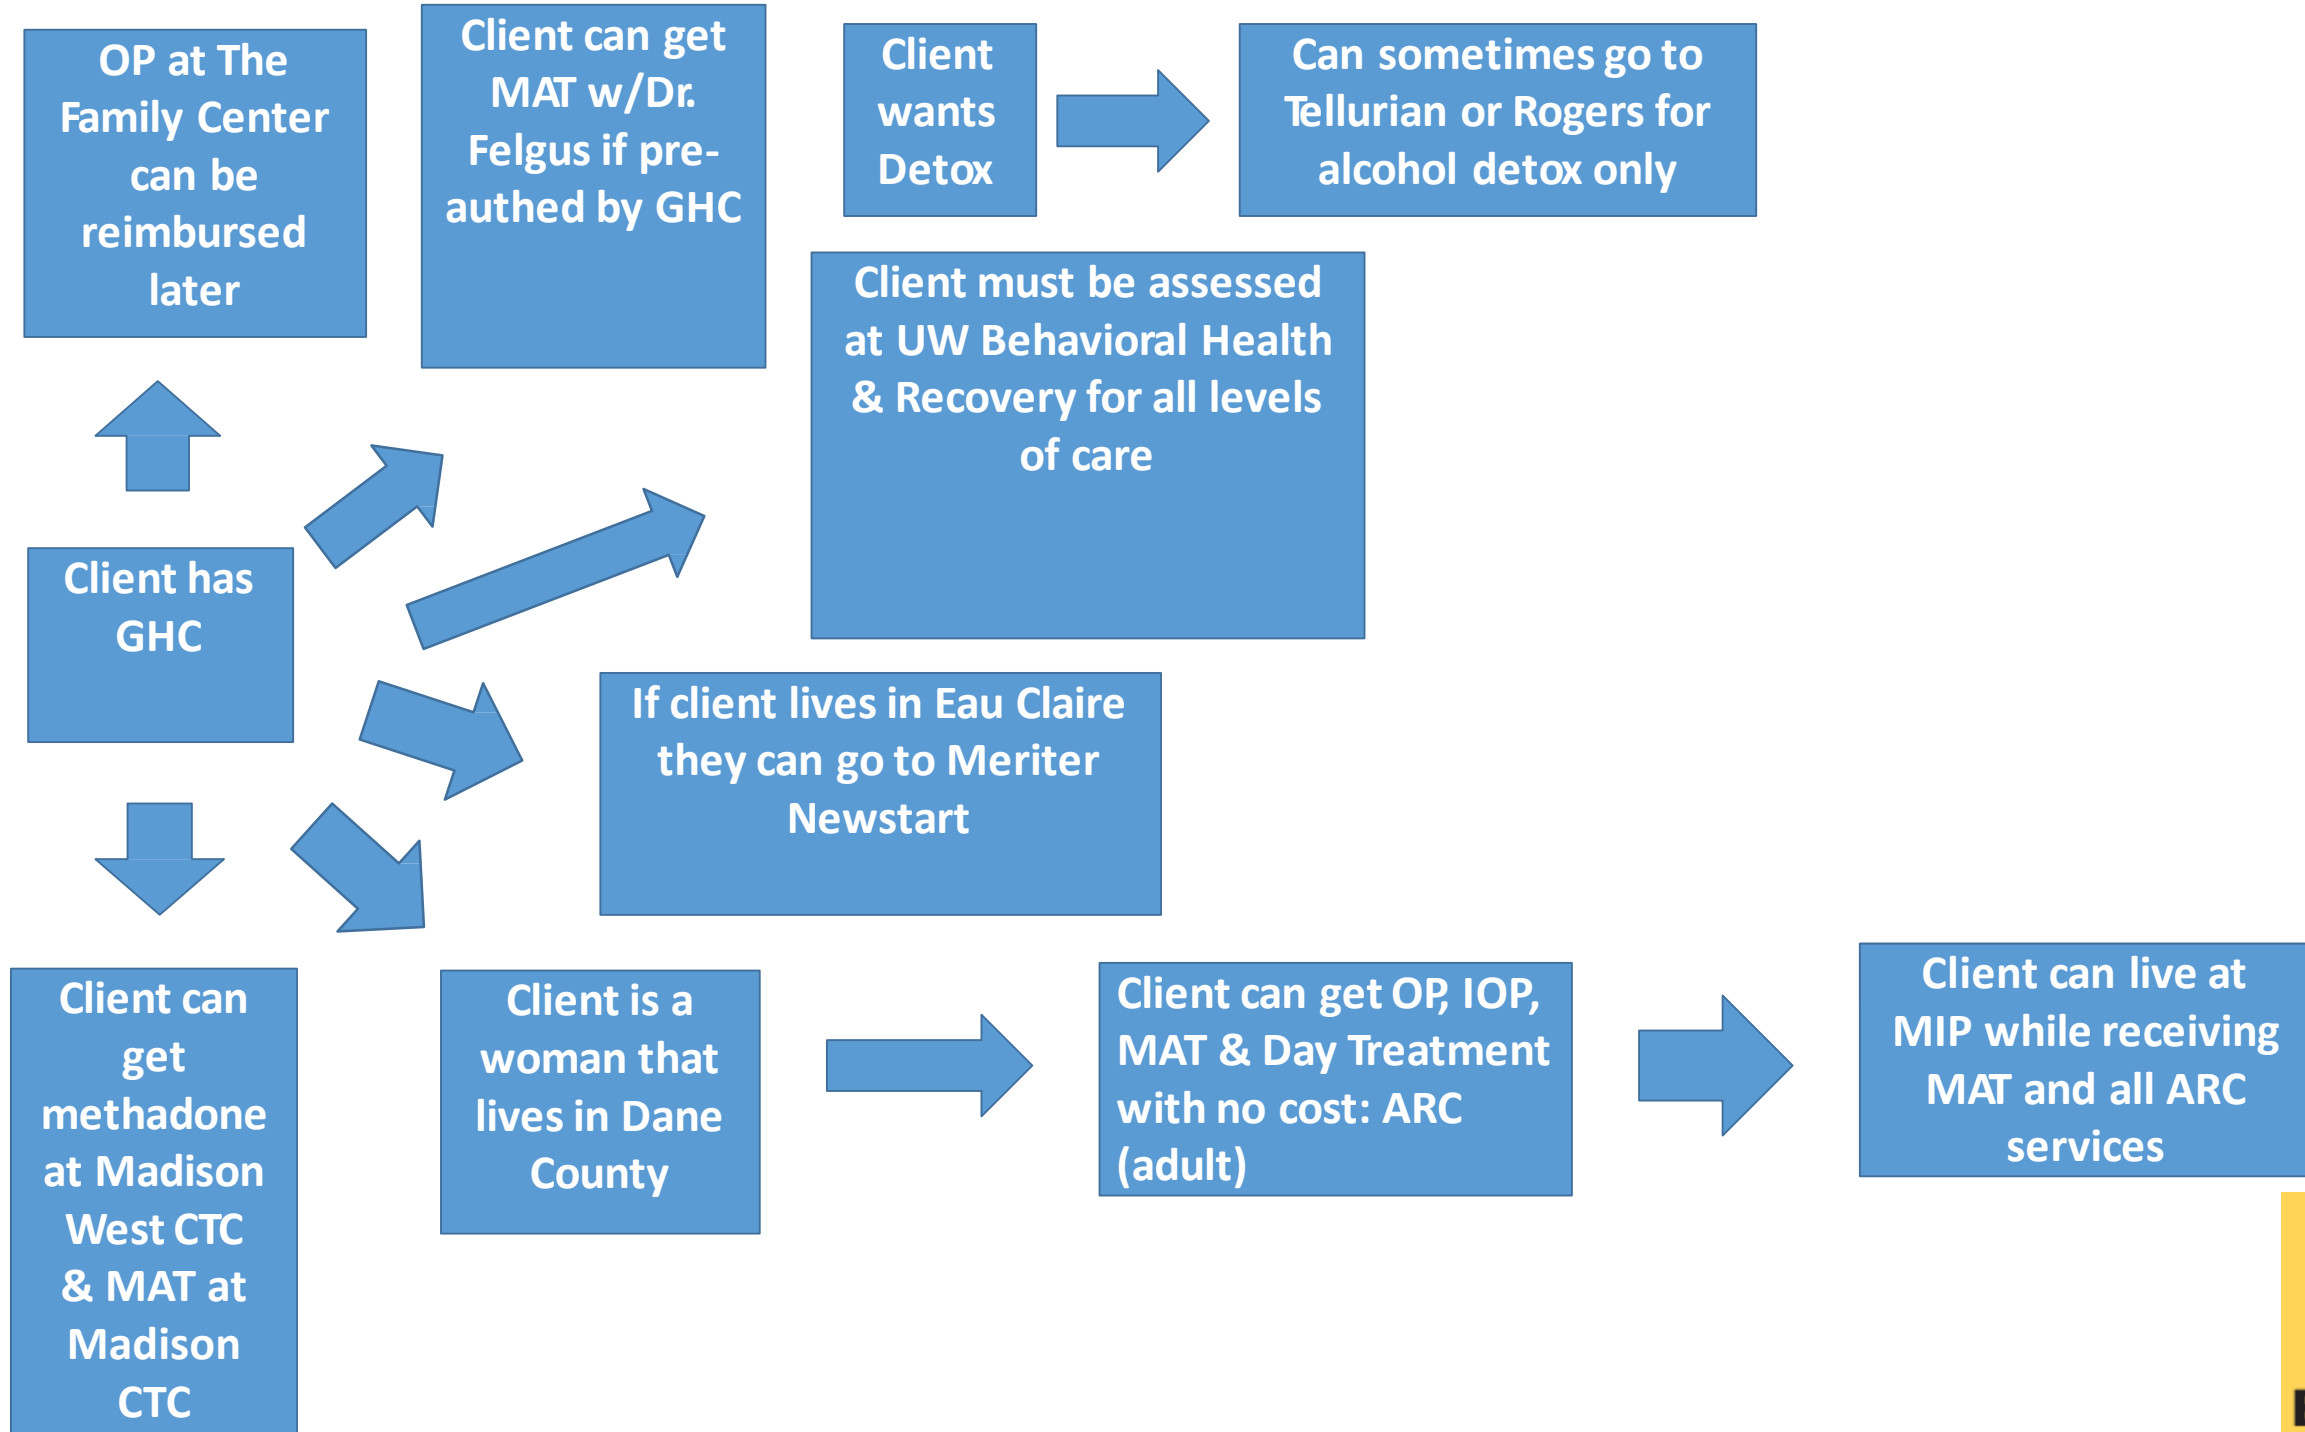 OP at The
Family Center
can be
reimbursed
later
Client can get
MAT w/Dr.
Felgus if pre-
authed by GHC
Client
wants
Detox
Can sometimes go to
Tellurian or Rogers for
alcohol detox only
Client must be assessed
at UW Behavioral Health
& Recovery for all levels
of care
Client has
GHC
If client lives in Eau Claire
they can go to Meriter
Newstart
Client can
get
methadone
at Madison
West CTC
& MAT at
Madison
CTC
Client is a
woman that
lives in Dane
County
Client can get OP, IOP,
MAT & Day Treatment
with no cost: ARC
(adult)
Client can live at
MIP while receiving
MAT and all ARC
services